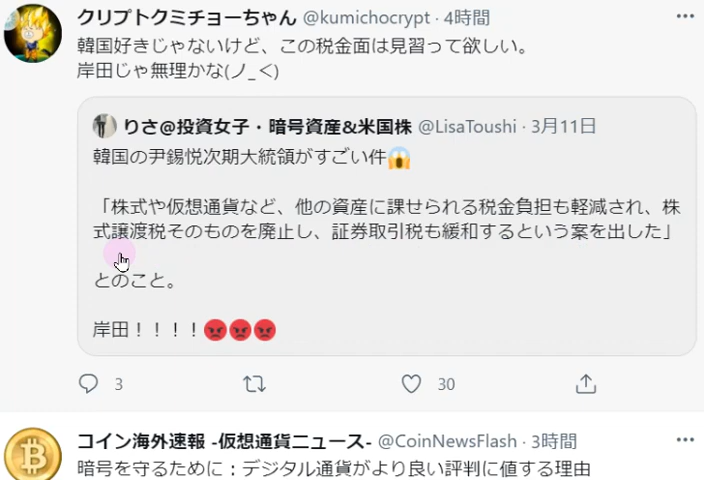 クリプトクミチョーちゃん @kumichocrypt · 4時間
韓国好きじゃないけど、この税金面は見習って欲しい。
岸田じゃ無理かな(ノ_<)
りさ@投資女子・暗号資産&米国株 @LisaToushi · 3月11日
韓国の尹錫悦次期大統領がすごい件😱
「株式や仮想通貨など、他の資産に課せられる税金負担も軽減され、株
式譲渡税そのものを廃止し、証券取引税も緩和するという案を出した」
とのこと。
岸田！！！！😡😡😡
3 30
コイン海外速報 -仮想通貨ニュース- @CoinNewsFlash · 3時間
暗号を守るために：デジタル通貨がより良い評判に値する理由